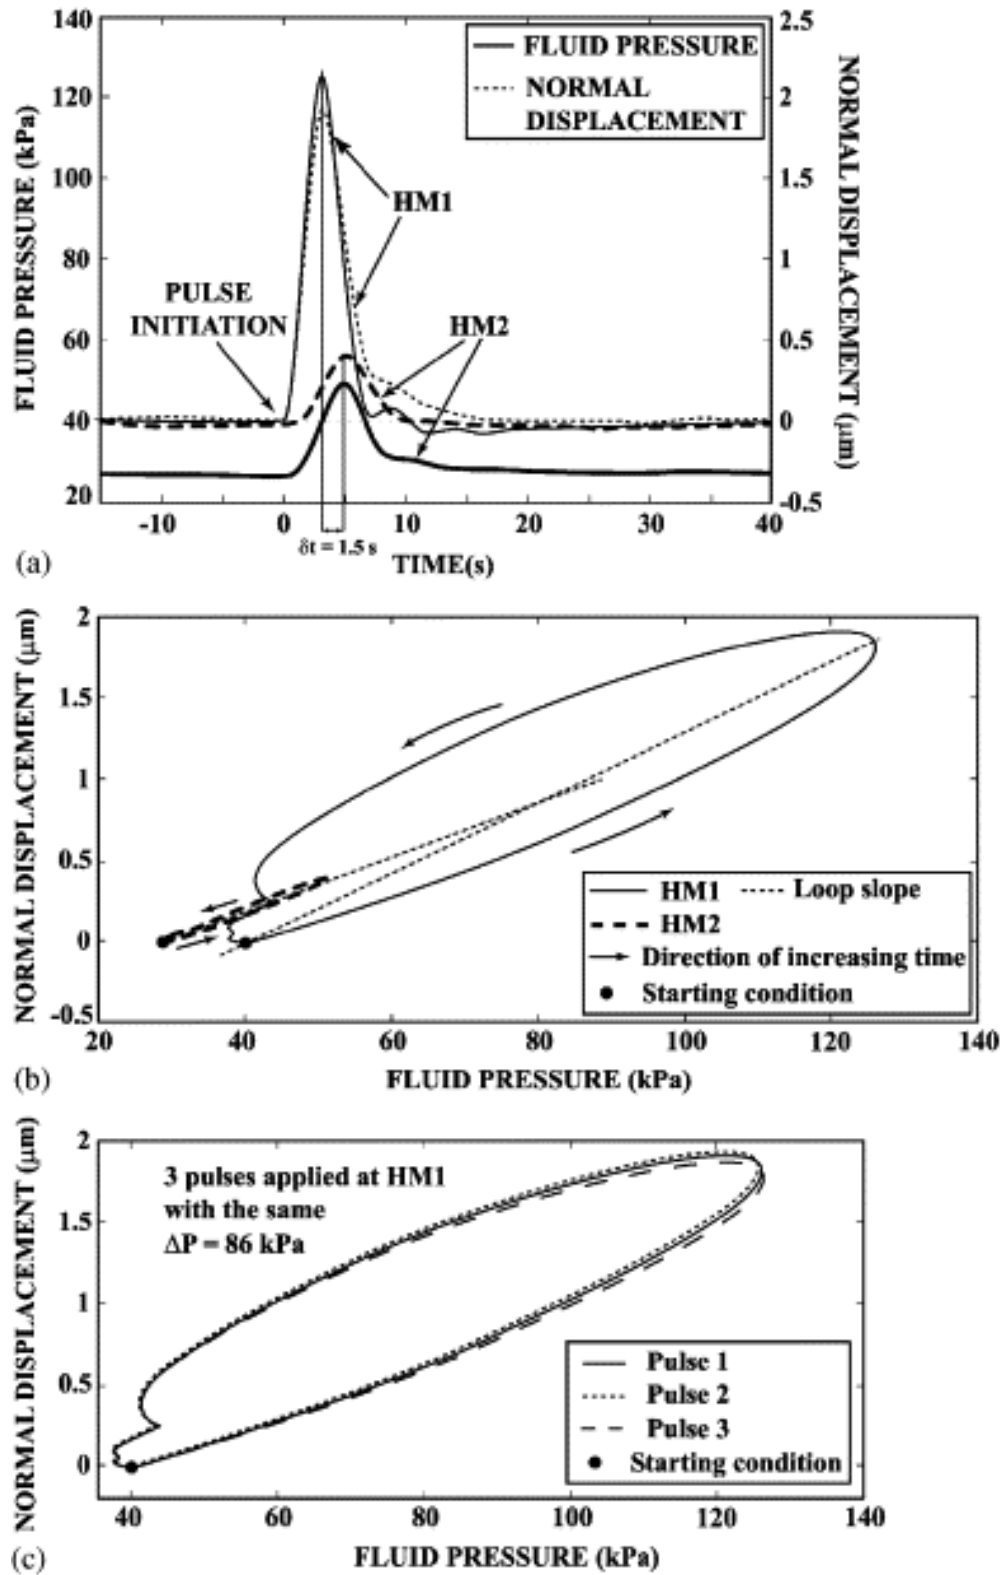 140
120
100
80
60
40
20
FLUID PRESSURE (kPa)
2.5
2
1.5
1
0.5
0
-0.5
NORMAL DISPLACEMENT (μm)
FLUID PRESSURE
NORMAL
DISPLACEMENT
HM1
PULSE
INITIATION
HM2
-10 0 10 20 30 40
δt = 1.5 s
TIME(s)
(a)
2
1.5
1
0.5
0
-0.5
NORMAL DISPLACEMENT (μm)
HM1 Loop slope
HM2
Direction of increasing time
Starting condition
20 40 60 80 100 120 140
FLUID PRESSURE (kPa)
(b)
2
1.5
1
0.5
0
NORMAL DISPLACEMENT (μm)
3 pulses applied at HM1
with the same
ΔP = 86 kPa
Pulse 1
Pulse 2
Pulse 3
Starting condition
40 60 80 100 120 140
FLUID PRESSURE (kPa)
(c)